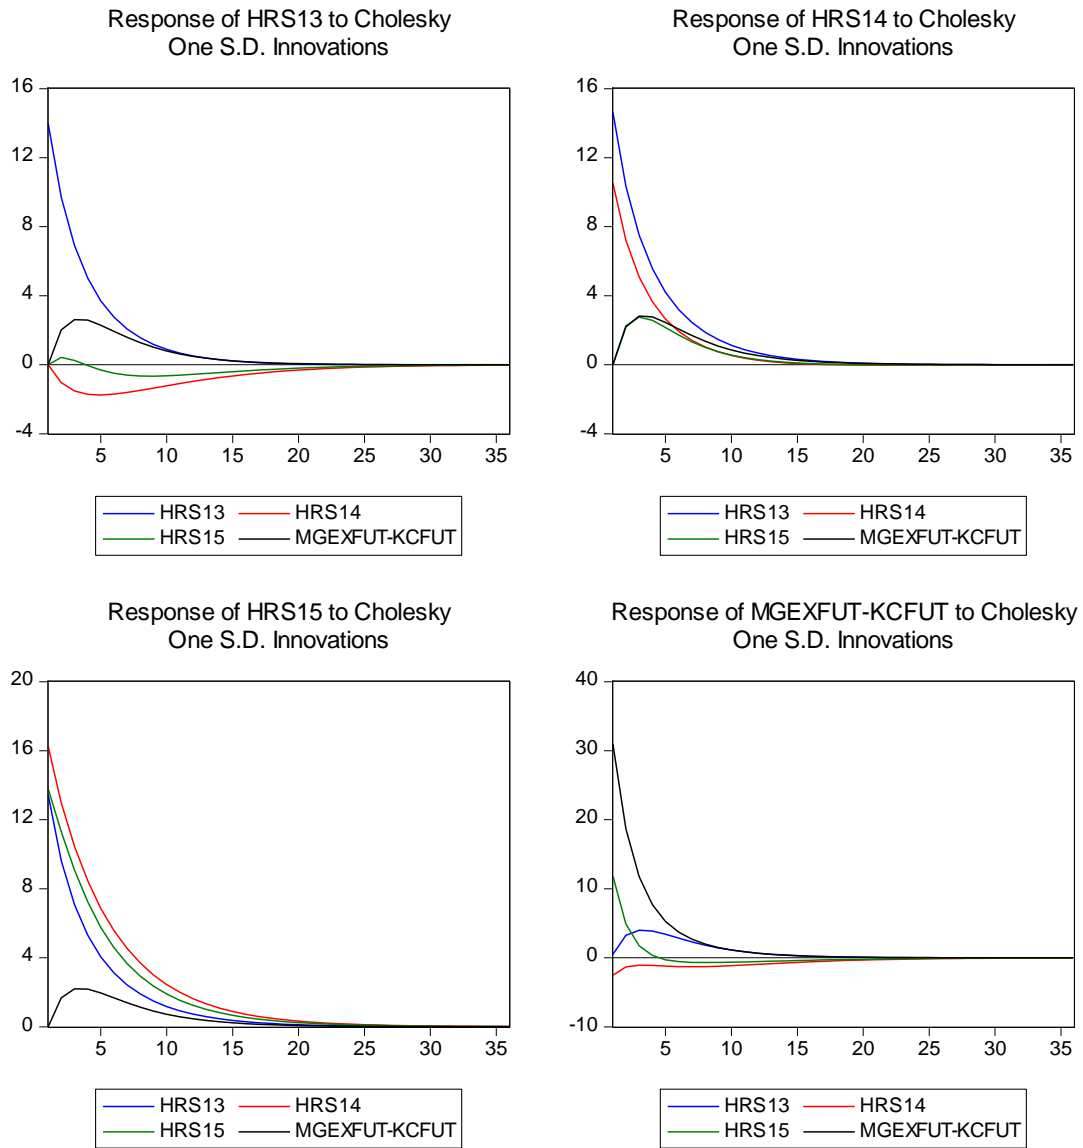 Response of HRS13 to Cholesky
One S.D. Innovations
16
12
8
4
0
-4
5 10 15 20 25 30 35
HRS13 HRS14
HRS15 MGEXFUT-KCFUT
Response of HRS14 to Cholesky
One S.D. Innovations
16
12
8
4
0
-4
5 10 15 20 25 30 35
HRS13 HRS14
HRS15 MGEXFUT-KCFUT
Response of HRS15 to Cholesky
One S.D. Innovations
20
16
12
8
4
0
5 10 15 20 25 30 35
HRS13 HRS14
HRS15 MGEXFUT-KCFUT
Response of MGEXFUT-KCFUT to Cholesky
One S.D. Innovations
40
30
20
10
0
-10
5 10 15 20 25 30 35
HRS13 HRS14
HRS15 MGEXFUT-KCFUT